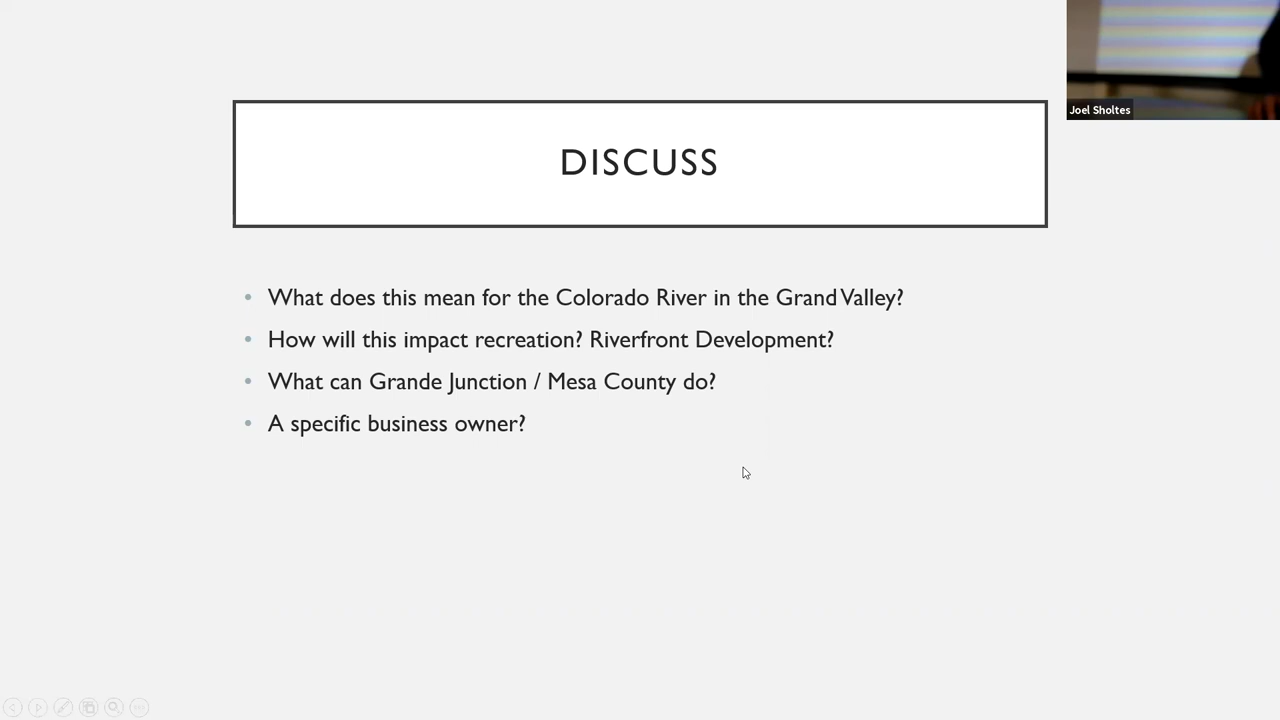 Joel Sholtes
DISCUSS
• What does this mean for the Colorado River in the Grand Valley?
• How will this impact recreation? Riverfront Development?
• What can Grande Junction / Mesa County do?
• A specific business owner?